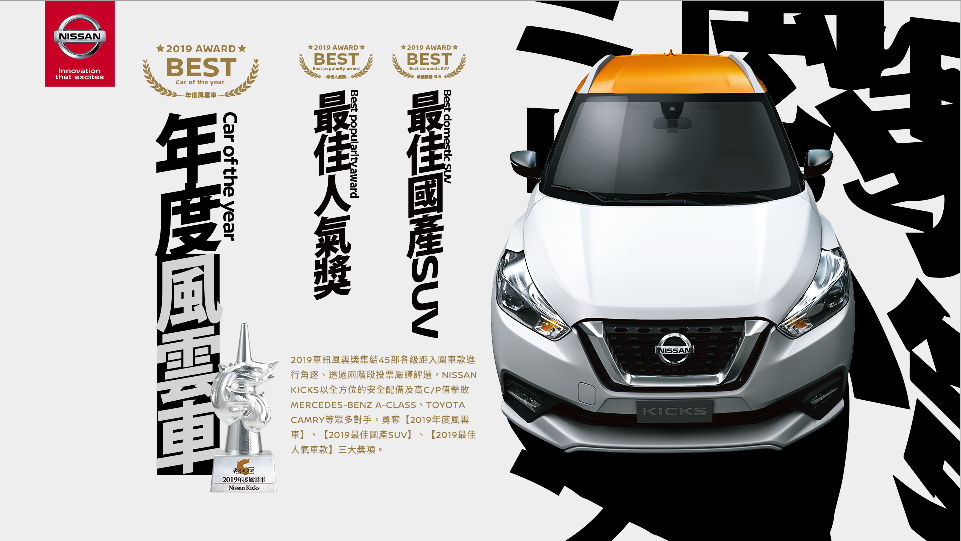 NISSAN
Innovation
that excites
★2019 AWARD★
BEST
Car of the year
年度風雲車
年度風雲車
Car of the year
★2019 AWARD★
BEST
Best popularity award
最佳人氣獎
Best popularity award
★2019 AWARD★
BEST
Best domestic SUV
最佳國產SUV
Best domestic SUV
2019車訊風雲獎集結45部各級距入圍車款進
行角逐、透過兩階段投票嚴謹評選，NISSAN
KICKS以全方位的安全配備及高C/P值擊敗
MERCEDES-BENZ A-CLASS、TOYOTA
CAMRY等眾多對手，勇奪【2019年度風雲
車】、【2019最佳國產SUV】、【2019最佳
人氣車款】三大獎項。
2019年度風雲車
Nissan Kicks
NISSAN
KICKS